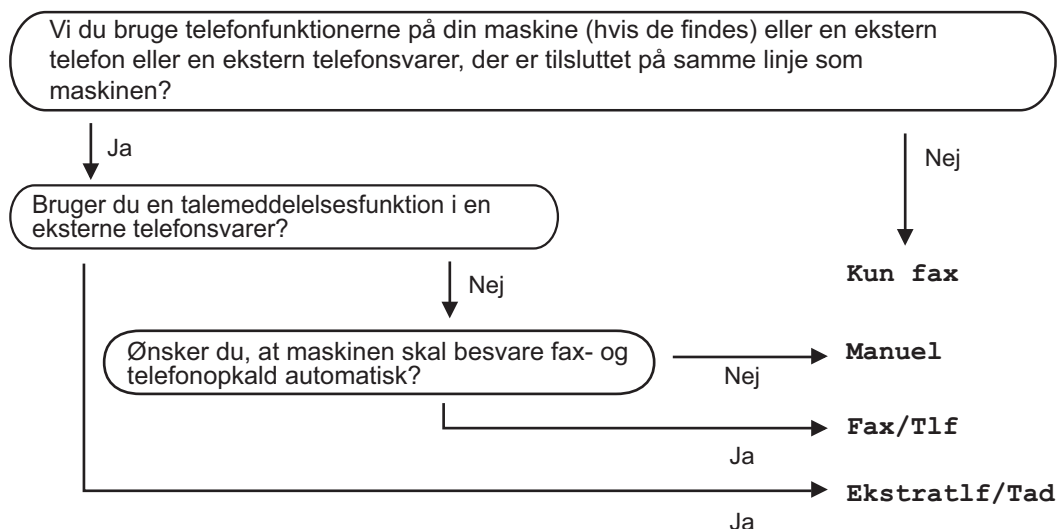 Vi du bruge telefonfunktionerne på din maskine (hvis de findes) eller en ekstern
telefon eller en ekstern telefonsvarer, der er tilsluttet på samme linje som
maskinen?
Ja
Nej
Bruger du en talemeddelelsesfunktion i en
eksterne telefonsvarer?
Kun fax
Nej
Ønsker du, at maskinen skal besvare fax- og
telefonopkald automatisk?
Nej
Manuel
Ja
Fax/Tlf
Ja
Ekstratlf/Tad